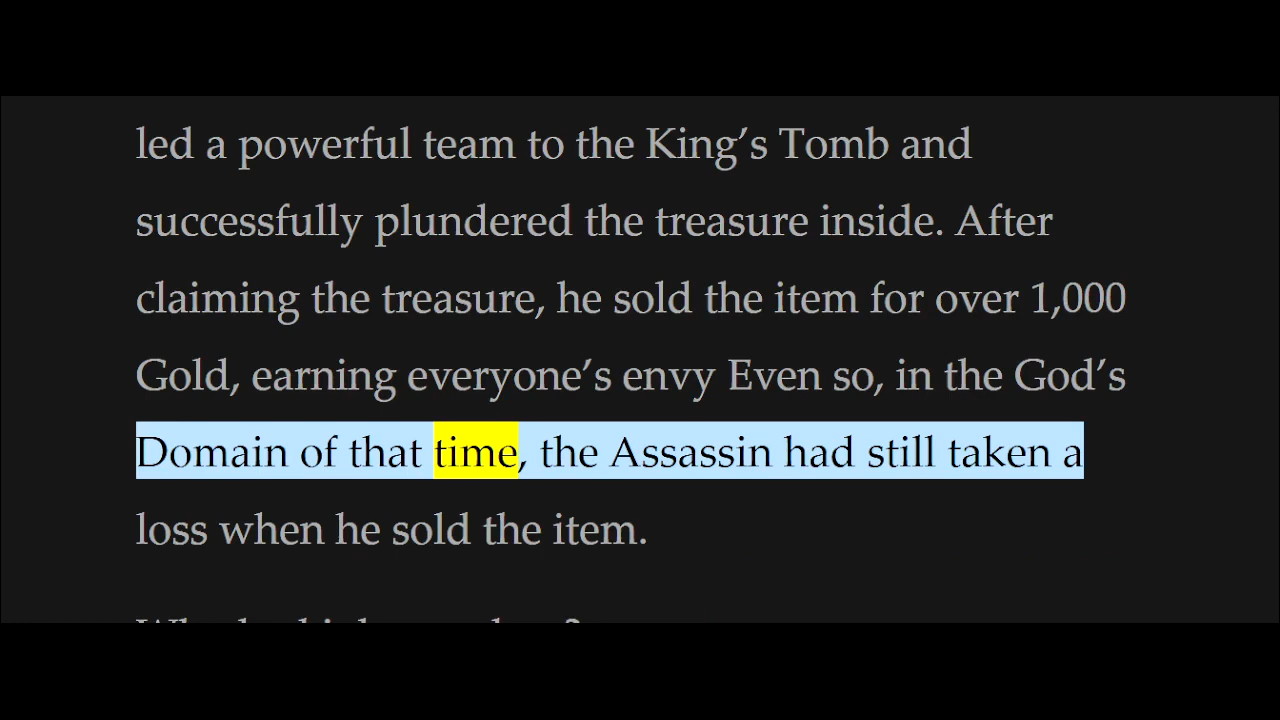 led a powerful team to the King’s Tomb and
successfully plundered the treasure inside. After
claiming the treasure, he sold the item for over 1,000
Gold, earning everyone’s envy Even so, in the God’s
Domain of that time, the Assassin had still taken a
loss when he sold the item.